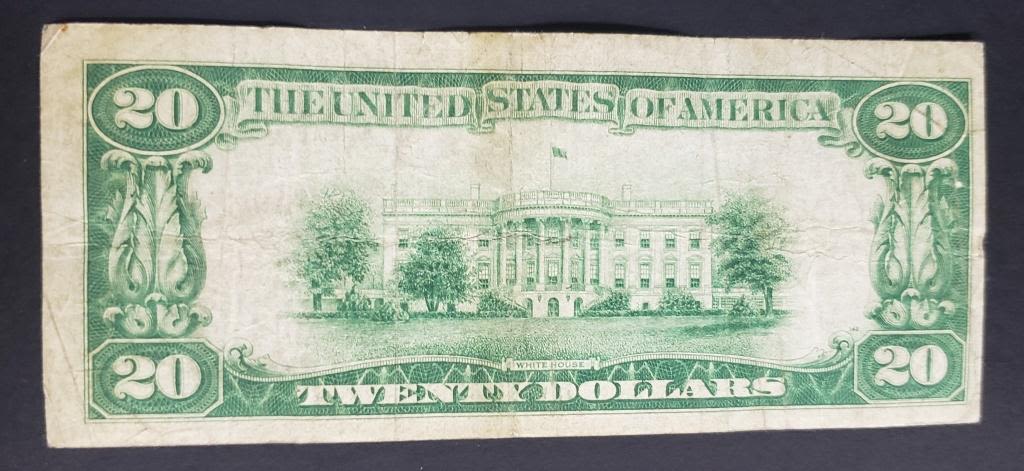 20 THE UNITED STATES OF AMERICA 20
WHITE HOUSE
20 TWENTY DOLLARS 20